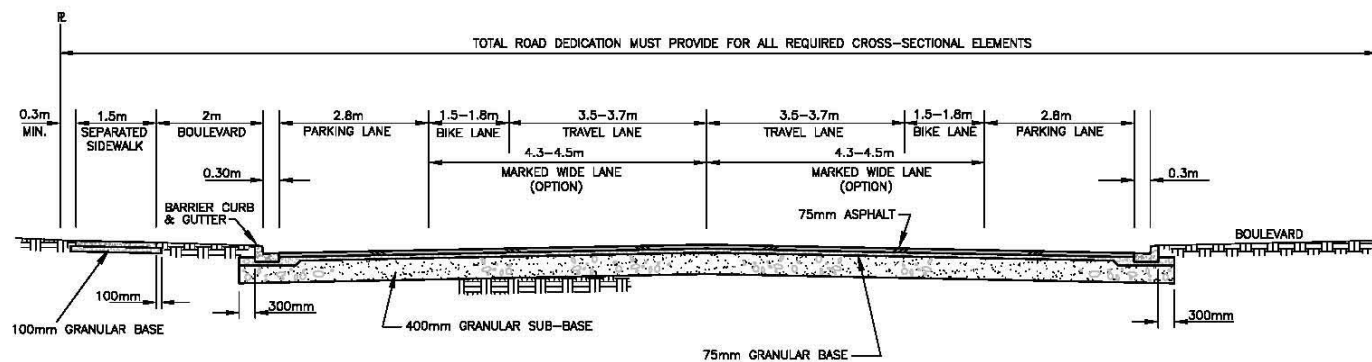 ℄
TOTAL ROAD DEDICATION MUST PROVIDE FOR ALL REQUIRED CROSS-SECTIONAL ELEMENTS
0.3m
MIN.
1.5m
SEPARATED
SIDEWALK
2m
BOULEVARD
2.8m
PARKING LANE
1.5-1.8m
BIKE LANE
3.5-3.7m
TRAVEL LANE
3.5-3.7m
TRAVEL LANE
1.5-1.8m
BIKE LANE
2.8m
PARKING LANE
0.30m
4.3-4.5m
MARKED WIDE LANE
(OPTION)
4.3-4.5m
MARKED WIDE LANE
(OPTION)
0.3m
BARRIER CURB
& GUTTER
75mm ASPHALT
BOULEVARD
100mm
100mm GRANULAR BASE
300mm
400mm GRANULAR SUB-BASE
75mm GRANULAR BASE
300mm